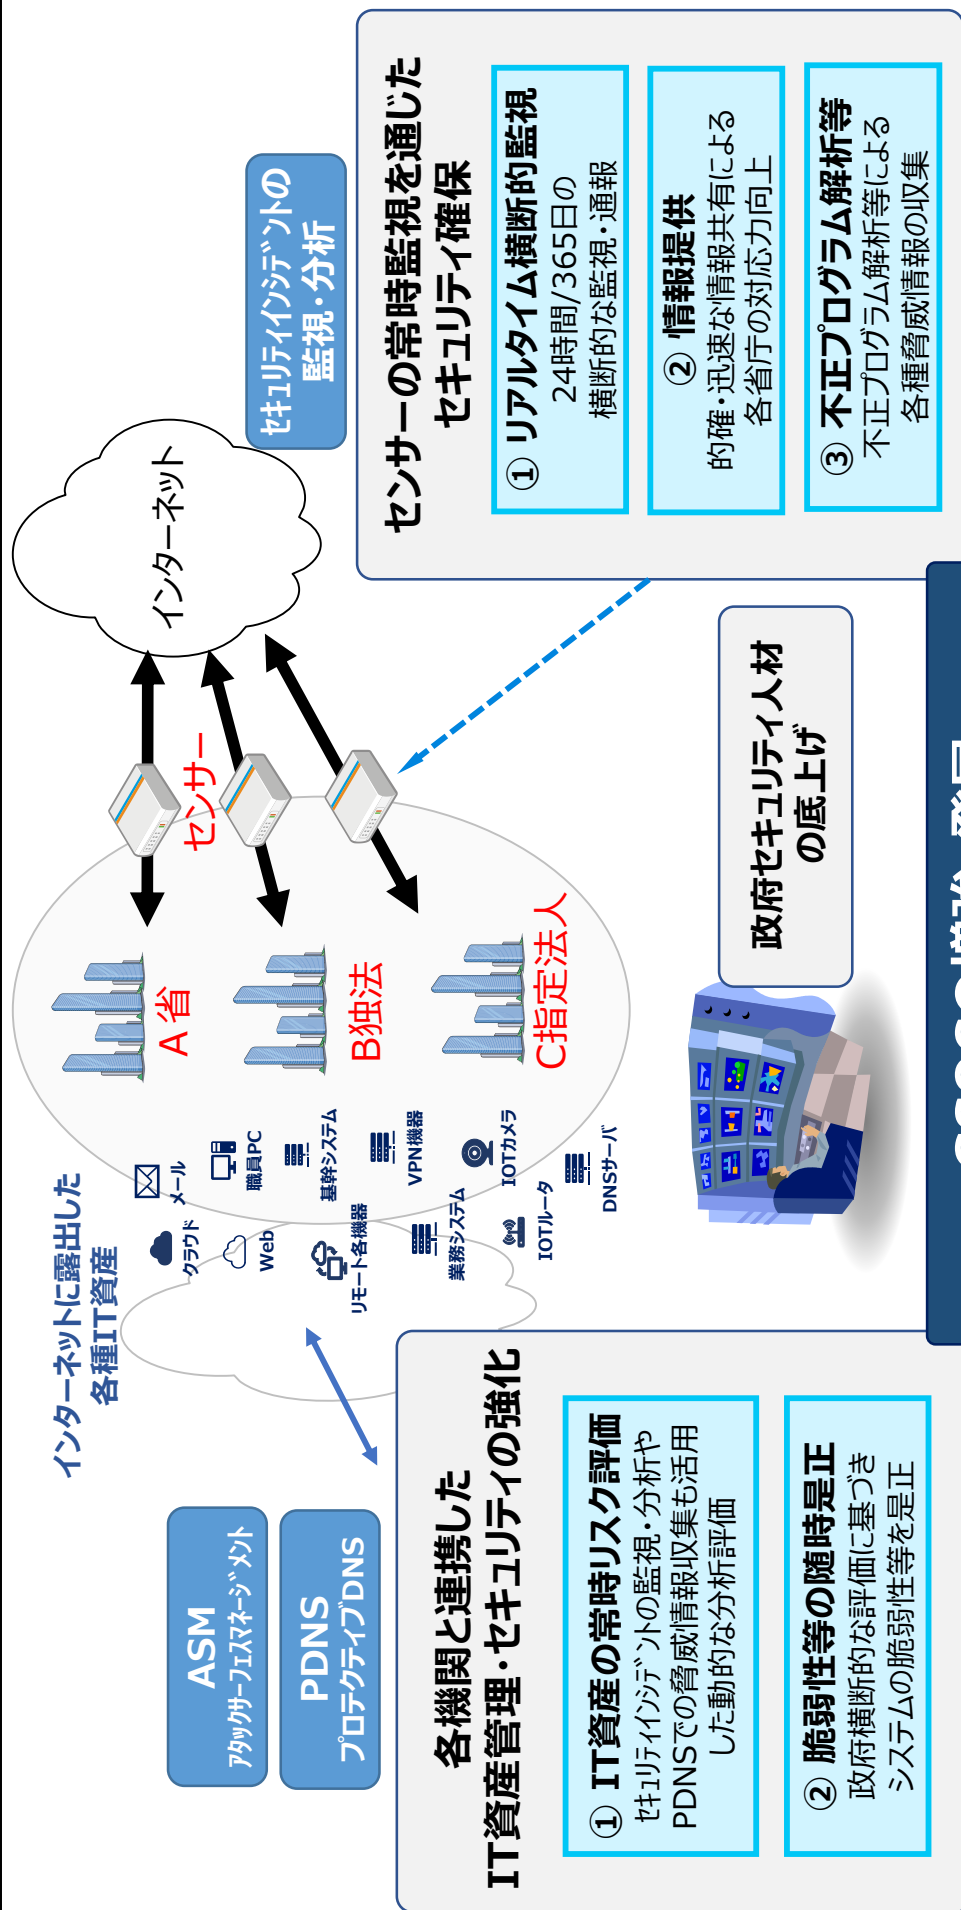 インターネットに露出した
各種IT資産
ASM
ｱﾀｯｸｻｰﾌｪｽﾏﾈｰｼﾞﾒﾝﾄ
PDNS
プロテクティブDNS
メール
クラウド
職員PC
Web
基幹システム
リモート各機器
VPN機器
業務システム
IOTカメラ
IOTルータ
DNSサーバ
A省
B独法
C指定法人
センサー
インターネット
ｾｷｭﾘﾃｨｲﾝｼﾃﾞﾝﾄの
監視・分析
各機関と連携した
IT資産管理・セキュリティの強化
① IT資産の常時リスク評価
ｾｷｭﾘﾃｨｲﾝｼﾃﾞﾝﾄの監視・分析や
PDNSでの脅威情報収集も活用
した動的な分析評価
② 脆弱性等の随時是正
政府横断的な評価に基づき
システムの脆弱性等を是正
政府セキュリティ人材
の底上げ
センサーの常時監視を通じた
セキュリティ確保
① リアルタイム横断的監視
24時間/365日の
横断的な監視・通報
② 情報提供
的確・迅速な情報共有による
各省庁の対応力向上
③ 不正プログラム解析等
不正プログラム解析等による
各種脅威情報の収集